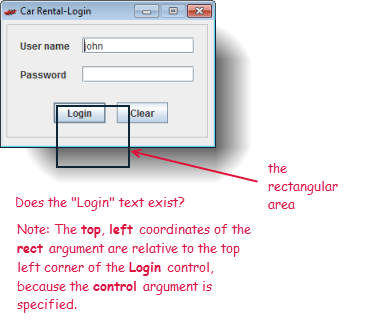 Car Rental-Login
User name
john
Password
Login
Clear
the
rectangular
area
Does the "Login" text exist?
Note: The top, left coordinates of the
rect argument are relative to the top
left corner of the Login control,
because the control argument is
specified.